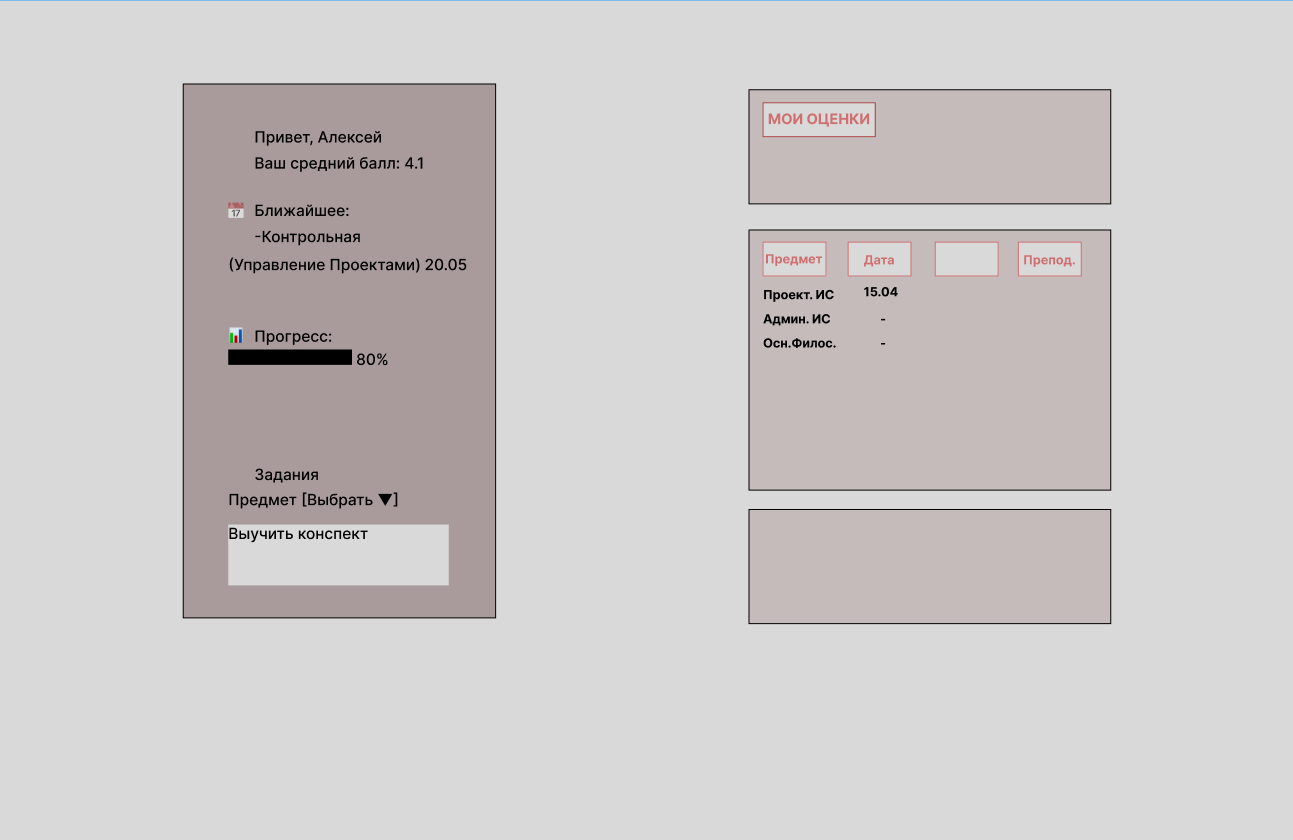 Привет, Алексей
Ваш средний балл: 4.1
17 Ближайшее:
-Контрольная
(Управление Проектами) 20.05
Прогресс:
80%
Задания
Предмет [Выбрать ▼]
Выучить конспект
МОИ ОЦЕНКИ
Предмет Дата Препод.
Проект. ИС 15.04
Админ. ИС -
Осн.Филос. -